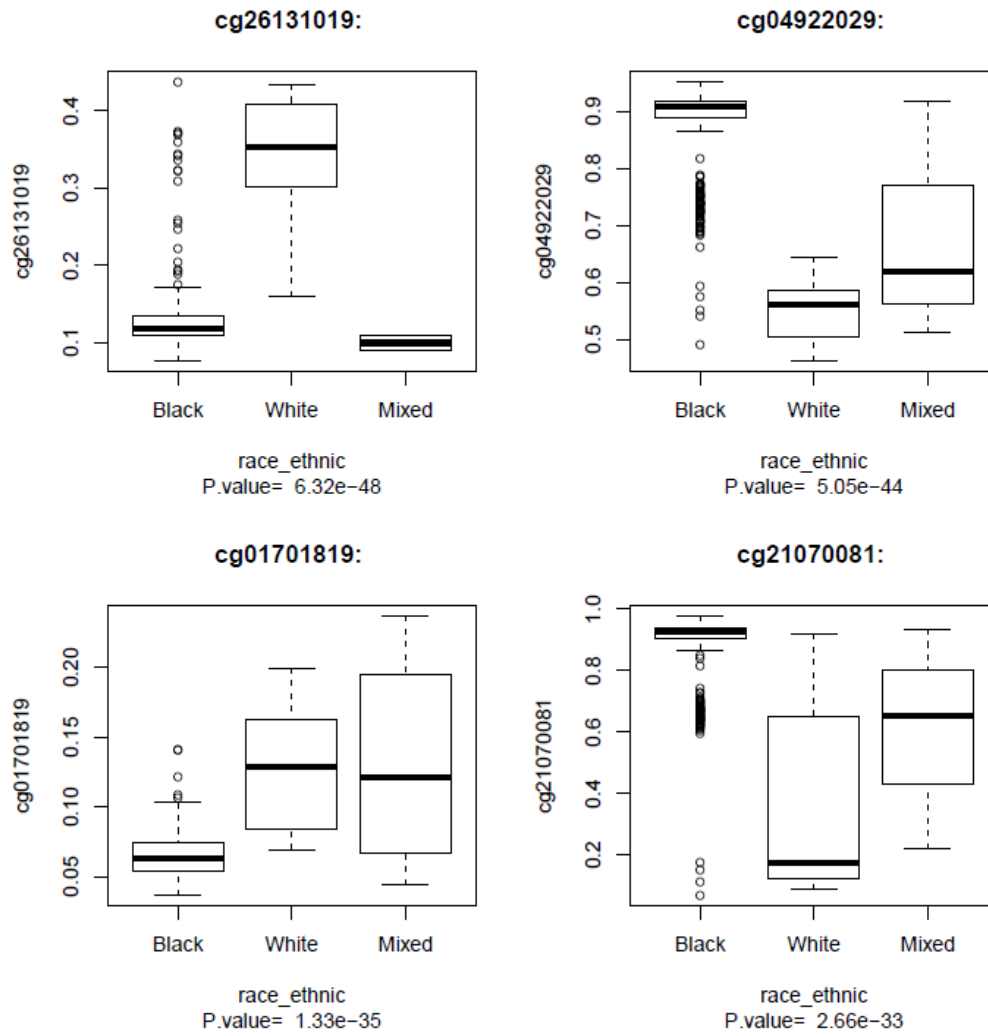 cg26131019:
cg26131019
0.4
0.3
0.2
0.1
Black White Mixed
race_ethnic
P.value= 6.32e−48
cg04922029:
cg04922029
0.9
0.8
0.7
0.6
0.5
Black White Mixed
race_ethnic
P.value= 5.05e−44
cg01701819:
cg01701819
0.20
0.15
0.10
0.05
Black White Mixed
race_ethnic
P.value= 1.33e−35
cg21070081:
cg21070081
1.0
0.8
0.6
0.4
0.2
Black White Mixed
race_ethnic
P.value= 2.66e−33